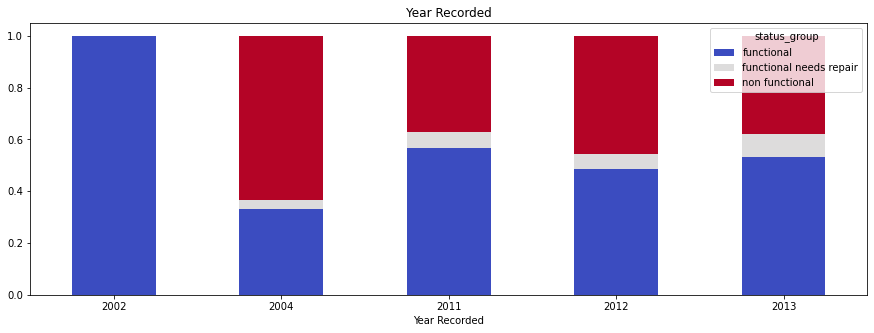 Year Recorded
1.0
0.8
0.6
0.4
0.2
0.0
status_group
functional
functional needs repair
non functional
2002 2004 2011 2012 2013
Year Recorded